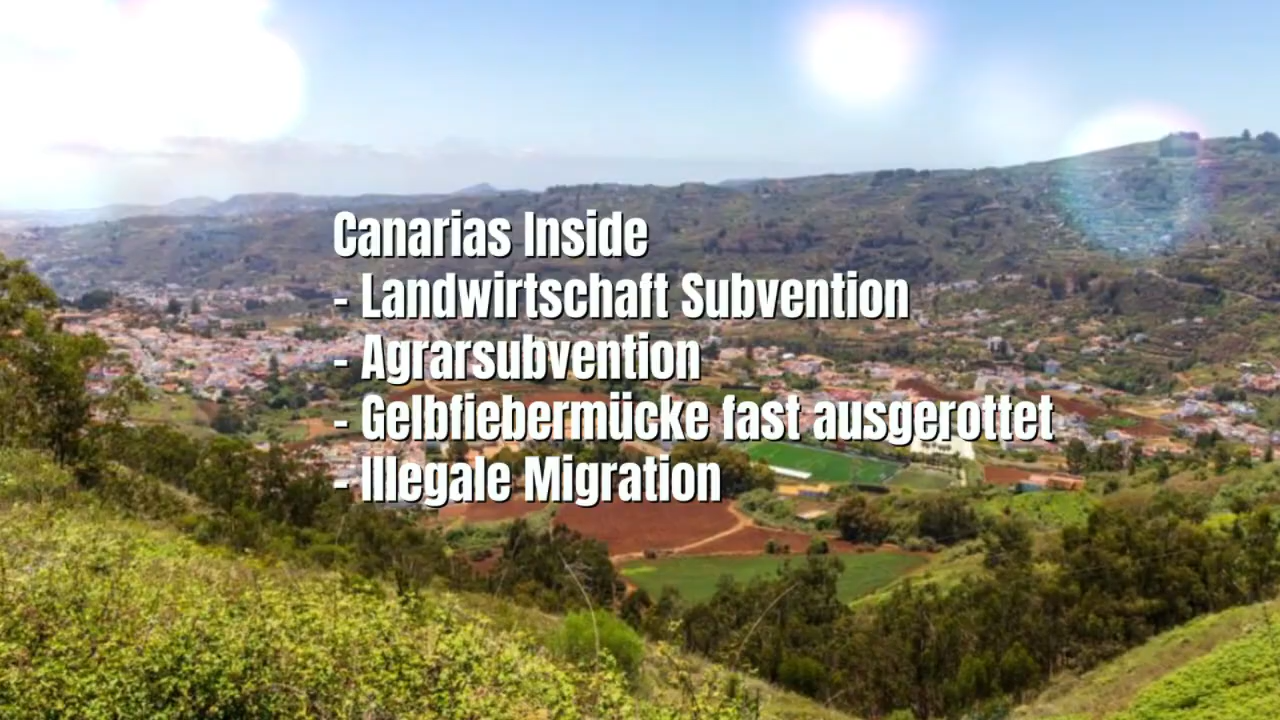 Canarias Inside
- Landwirtschaft Subvention
- Agrarsubvention
- Gelbfiebermücke fast ausgerottet
- Illegale Migration